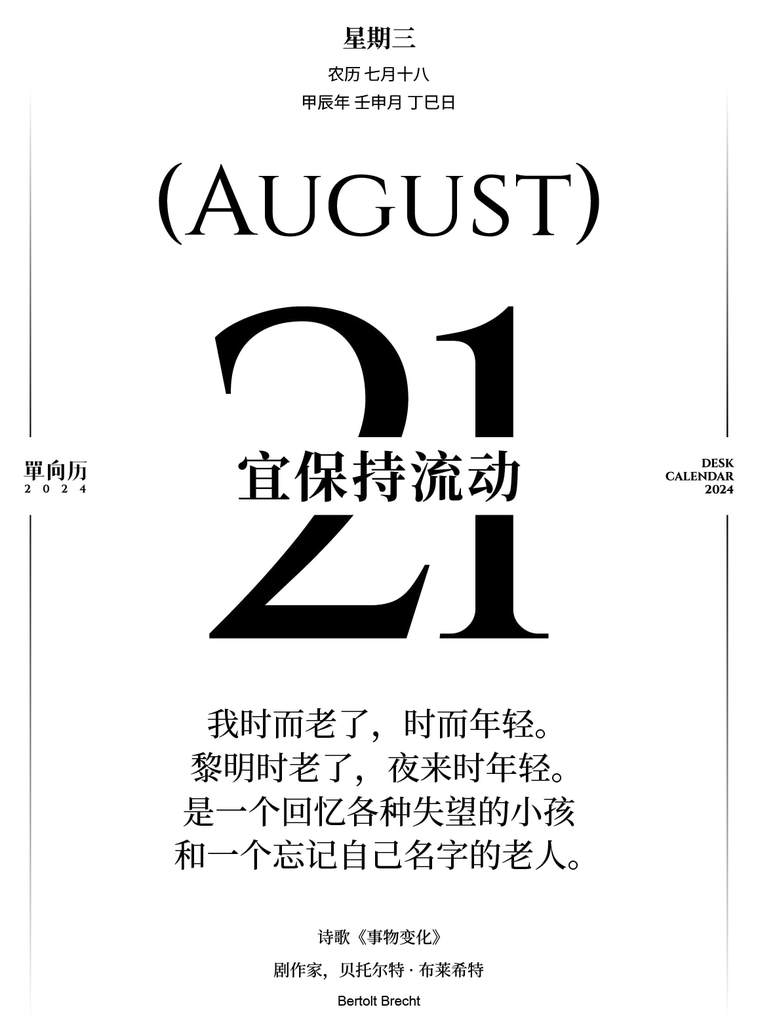 星期三
农历 七月十八
甲辰年 壬申月 丁巳日
(AUGUST)
21
宜保持流动
單向历
2024
DESK
CALENDAR
2024
我时而老了，时而年轻。
黎明时老了，夜来时年轻。
是一个回忆各种失望的小孩
和一个忘记自己名字的老人。
诗歌《事物变化》
剧作家，贝托尔特·布莱希特
Bertolt Brecht